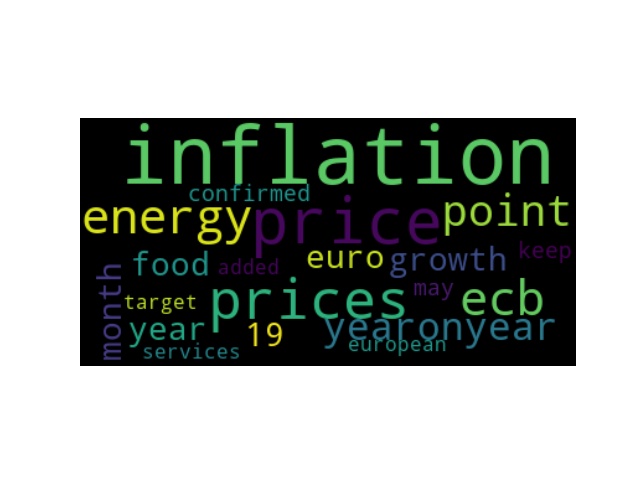 inflation
confirmed
energy price point
food added euro growth keep
month target prices may ecb
year 19 yearonyear
services european